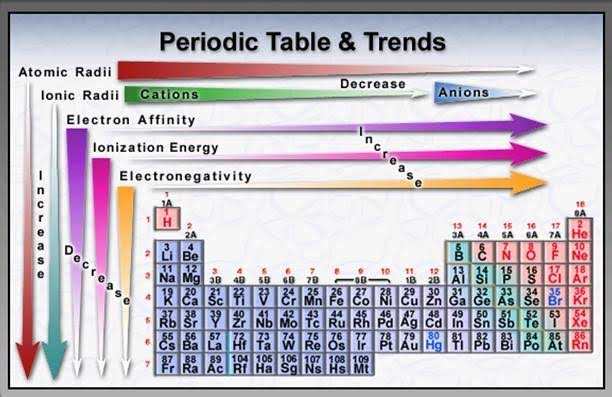 Periodic Table & Trends
Atomic Radii
Decrease
Ionic Radii Cations Anions
Electron Affinity
Ionization Energy
Electronegativity
Increase
Increase
Decrease
1 18
1A 8A
1 1 2 13 14 15 16 17 2
H 2A 3A 4A 5A 6A 7A He
2 3 4 5 6 7 8 9 10
Li Be B C N O F Ne
3 11 12 3 4 5 6 7 8 9 10 11 12 13 14 15 16 17 18
Na Mg 3B 4B 5B 6B 7B 8B 1B 2B Al Si P S Cl Ar
4 19 20 21 22 23 24 25 26 27 28 29 30 31 32 33 34 35 36
K Ca Sc Ti V Cr Mn Fe Co Ni Cu Zn Ga Ge As Se Br Kr
5 37 38 39 40 41 42 43 44 45 46 47 48 49 50 51 52 53 54
Rb Sr Y Zr Nb Mo Tc Ru Rh Pd Ag Cd In Sn Sb Te I Xe
6 55 56 57 72 73 74 75 76 77 78 79 80 81 82 83 84 85 86
Cs Ba La Hf Ta W Re Os Ir Pt Au Hg Tl Pb Bi Po At Rn
7 87 88 89 104 105 106 107 108 109
Fr Ra Ac Rf Ha Sg Ns Hs Mt